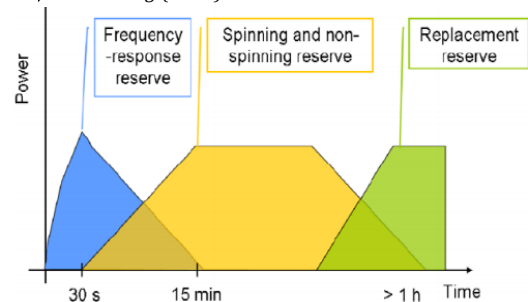 Frequency
-response
reserve
Spinning and non-
spinning reserve
Replacement
reserve
Power
30 s
15 min
> 1 h
Time